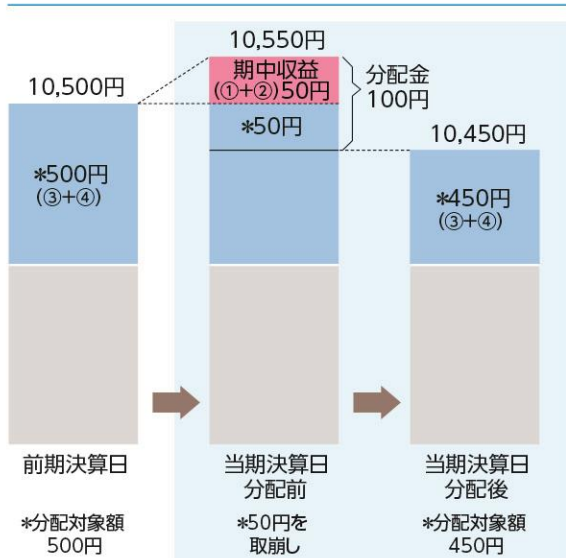 10,500円
*500円
(③+④)
前期決算日
*分配対象額
500円
10,550円
期中収益
(①+②)50円
*50円
分配金
100円
当期決算日
分配前
*50円を
取崩し
10,450円
*450円
(③+④)
当期決算日
分配後
*分配対象額
450円